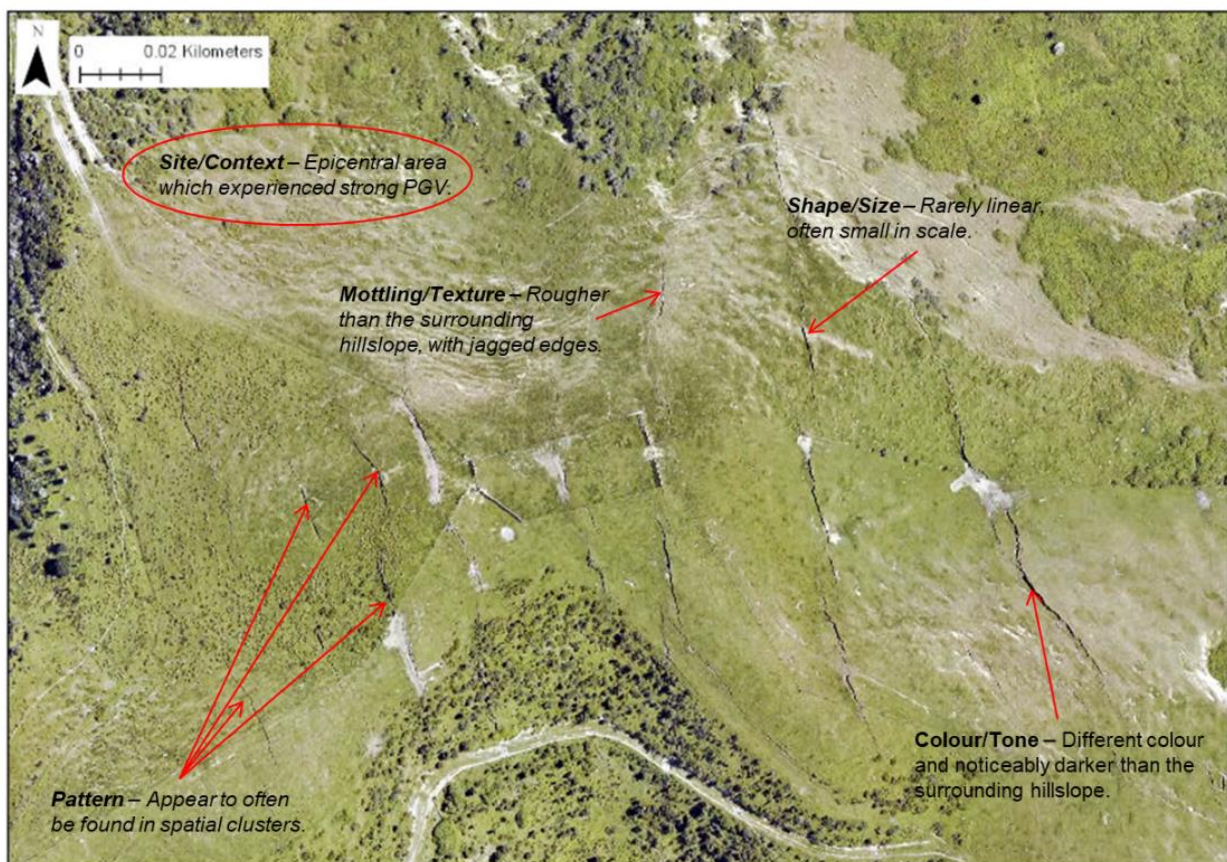 N
0 0.02 Kilometers
Site/Context – Epicentral area
which experienced strong PGV.
Shape/Size – Rarely linear,
often small in scale.
Mottling/Texture – Rougher
than the surrounding
hillslope, with jagged edges.
Colour/Tone – Different colour
and noticeably darker than the
surrounding hillslope.
Pattern – Appear to often
be found in spatial clusters.